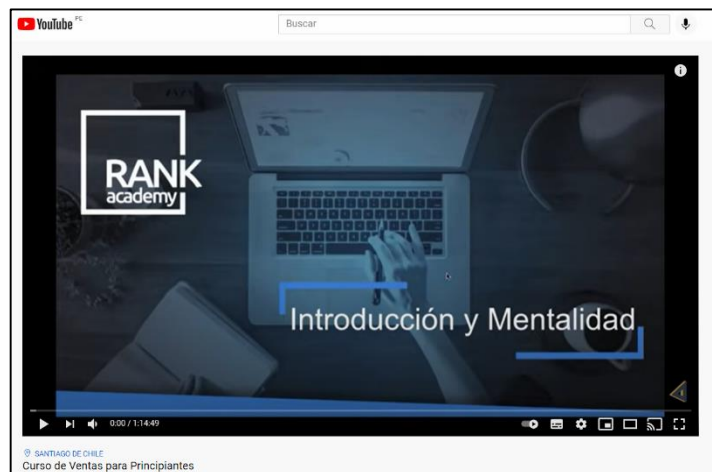 YouTube PE
Buscar
RANK
academy
Introducción y Mentalidad
0:00 / 1:14:49
SANTIAGO DE CHILE
Curso de Ventas para Principiantes